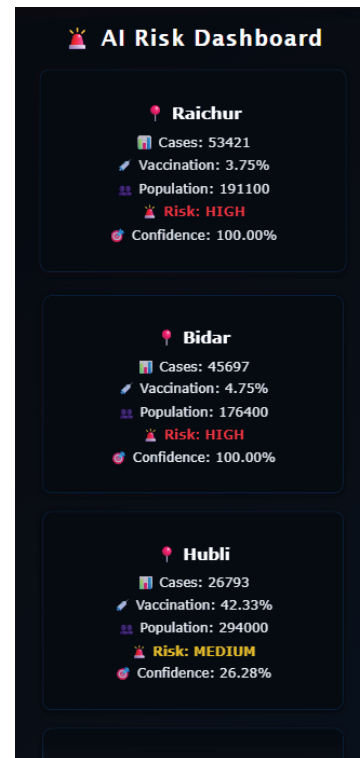 🚨 AI Risk Dashboard
📍 Raichur
📊 Cases: 53421
💉 Vaccination: 3.75%
👥 Population: 191100
🚨 Risk: HIGH
🎯 Confidence: 100.00%
📍 Bidar
📊 Cases: 45697
💉 Vaccination: 4.75%
👥 Population: 176400
🚨 Risk: HIGH
🎯 Confidence: 100.00%
📍 Hubli
📊 Cases: 26793
💉 Vaccination: 42.33%
👥 Population: 294000
🚨 Risk: MEDIUM
🎯 Confidence: 26.28%